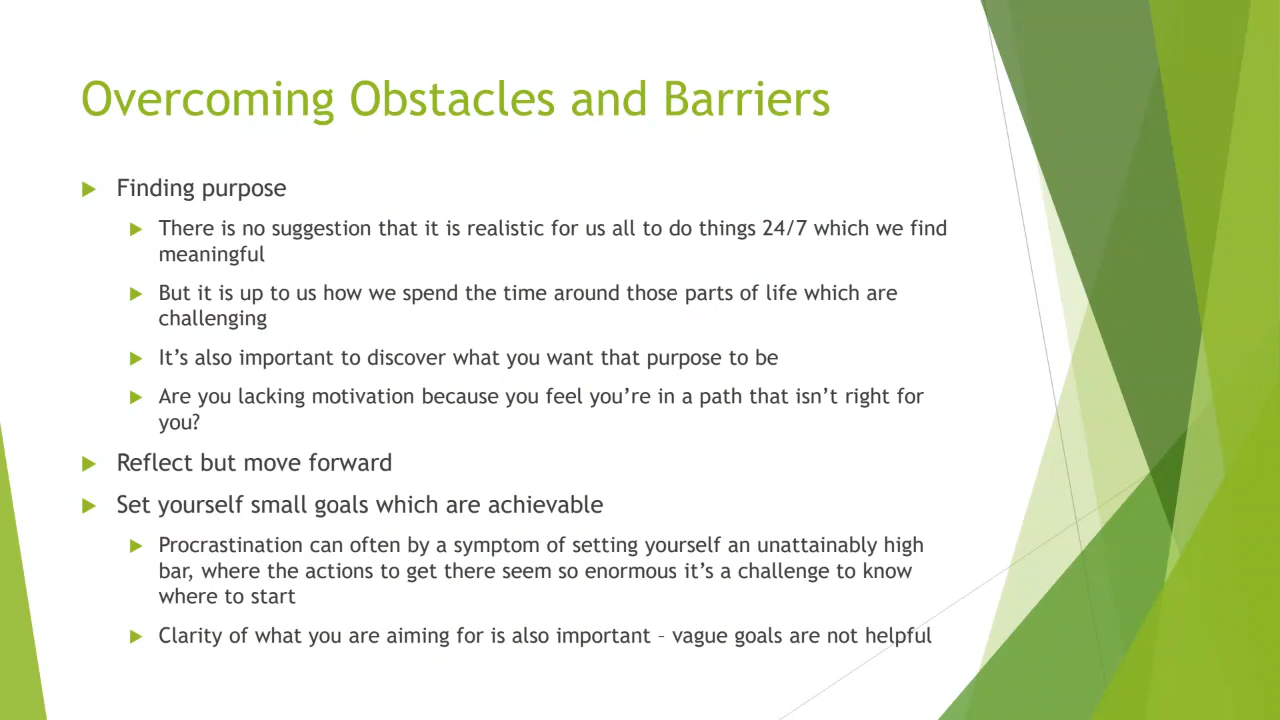 Overcoming Obstacles and Barriers
Finding purpose
There is no suggestion that it is realistic for us all to do things 24/7 which we find
meaningful
But it is up to us how we spend the time around those parts of life which are
challenging
It’s also important to discover what you want that purpose to be
Are you lacking motivation because you feel you’re in a path that isn’t right for
you?
Reflect but move forward
Set yourself small goals which are achievable
Procrastination can often by a symptom of setting yourself an unattainably high
bar, where the actions to get there seem so enormous it’s a challenge to know
where to start
Clarity of what you are aiming for is also important – vague goals are not helpful